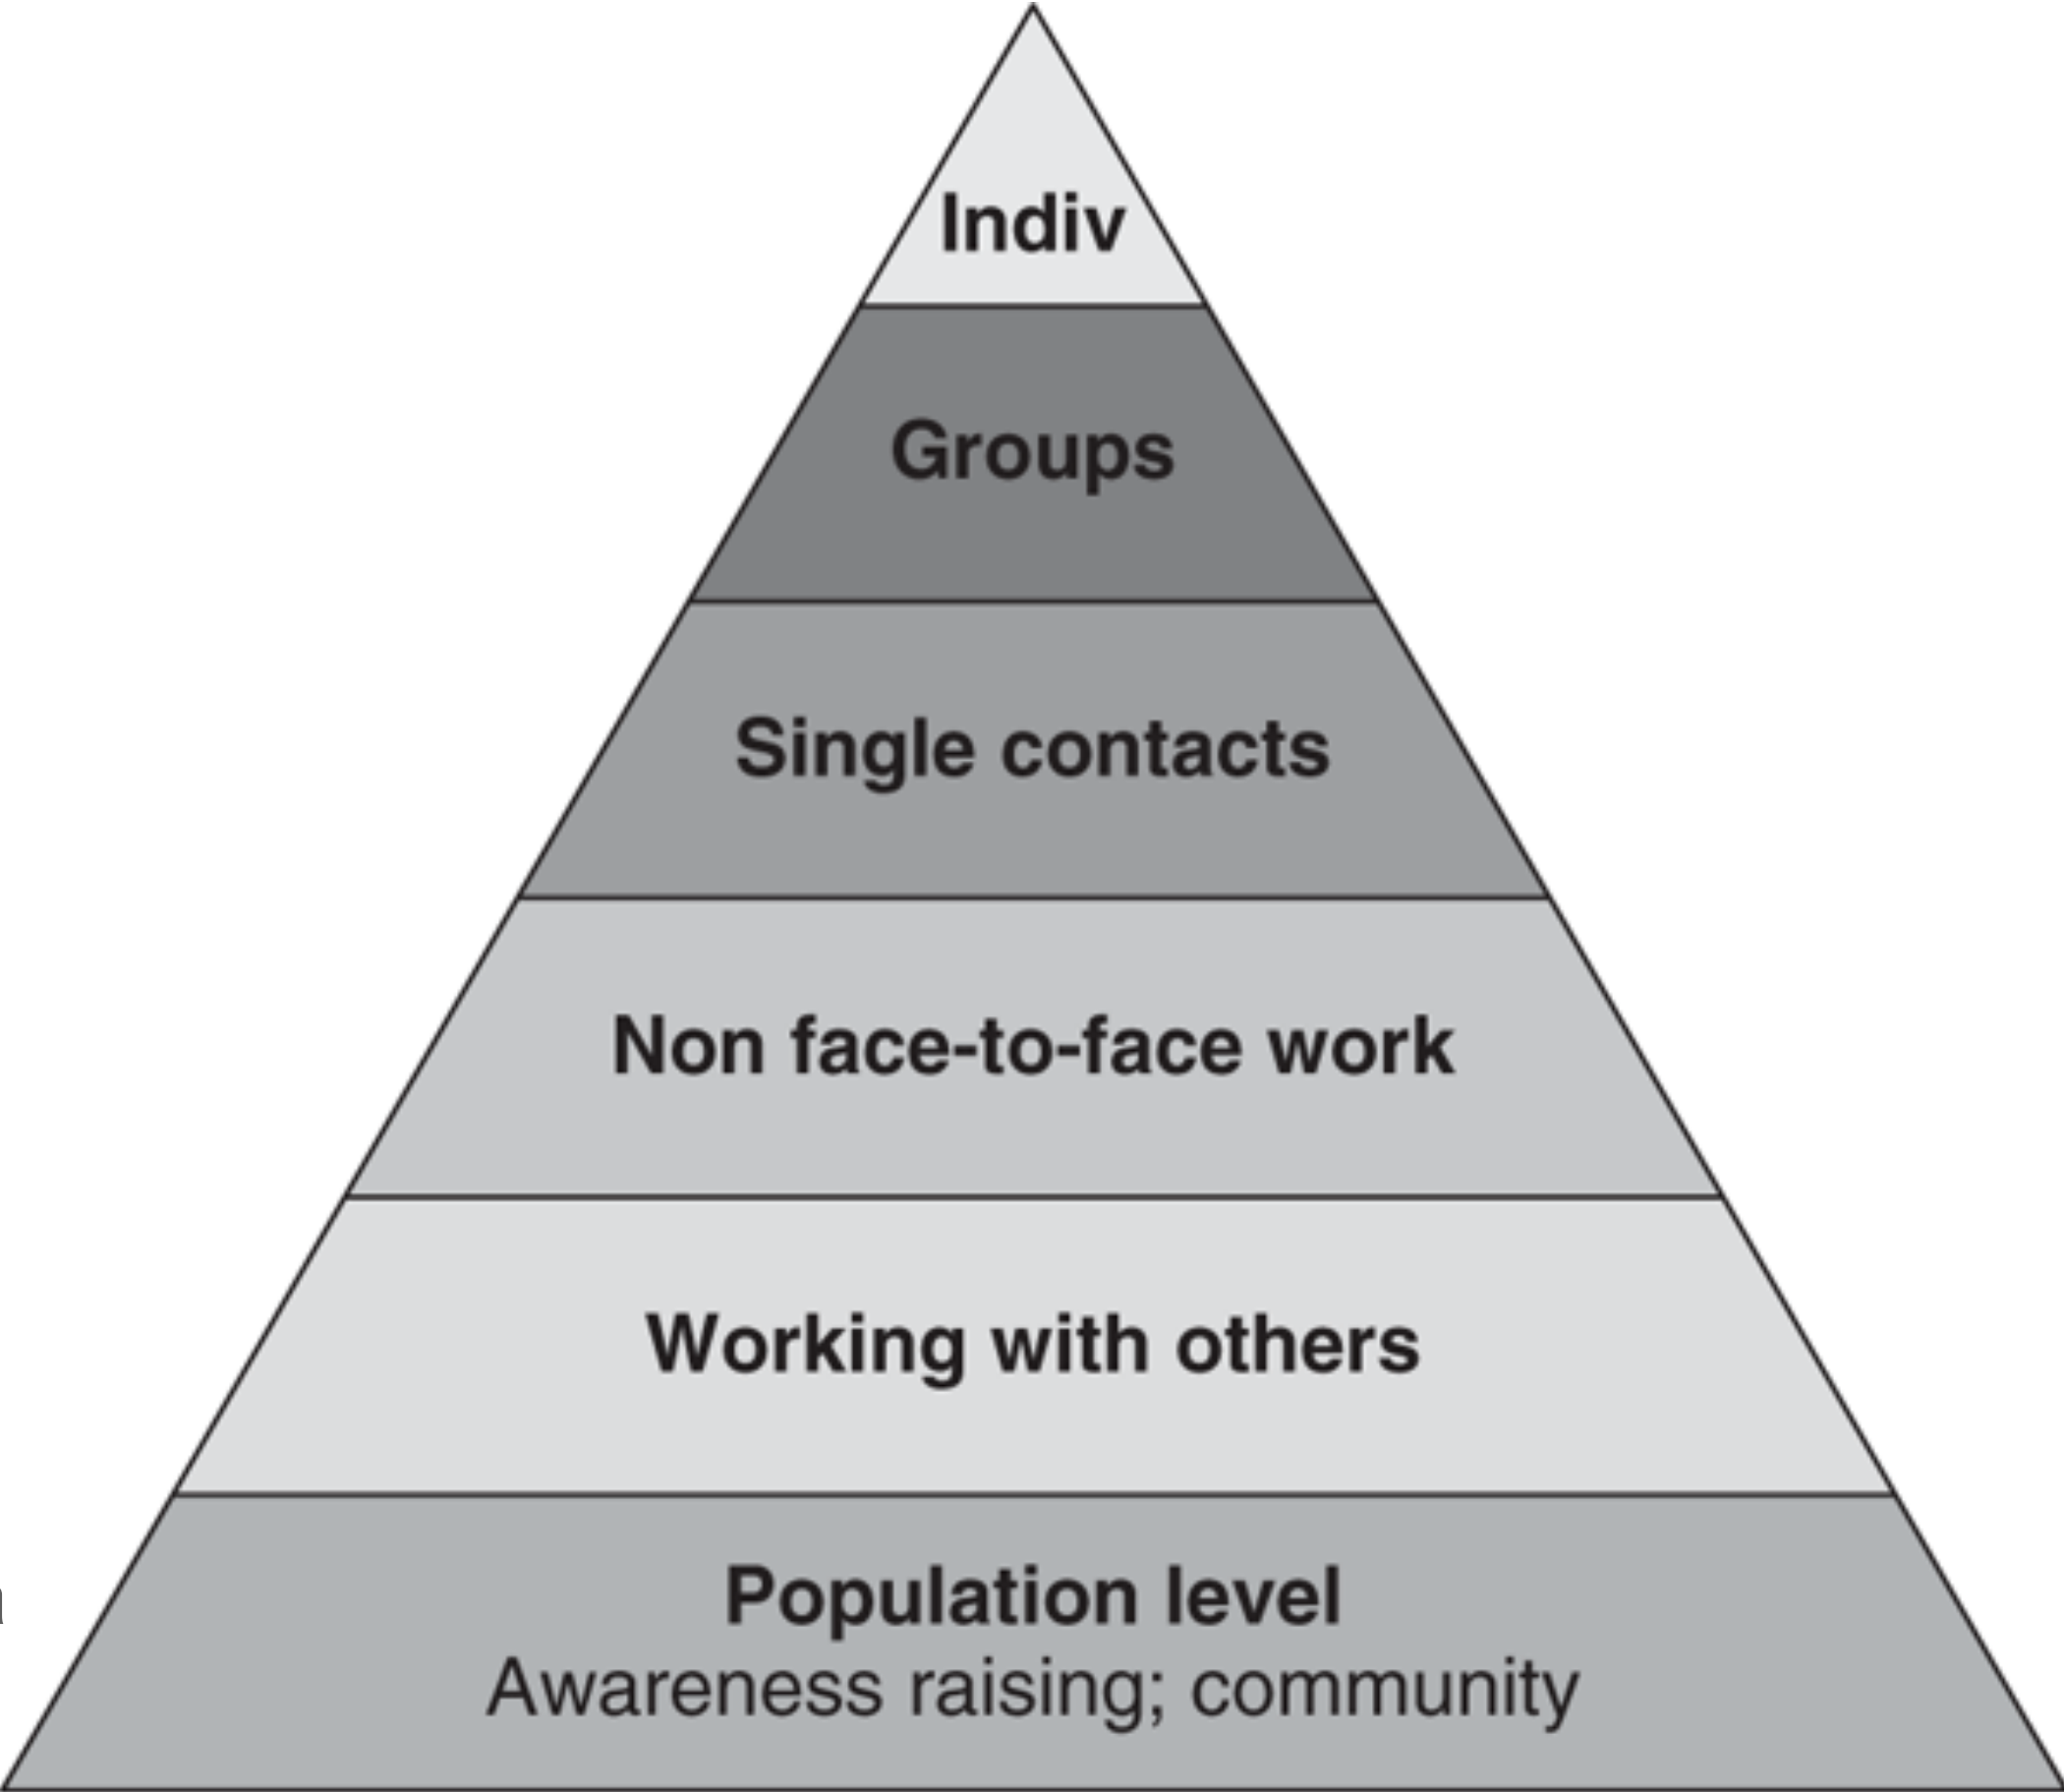 Indiv
Groups
Single contacts
Non face-to-face work
Working with others
Population level
Awareness raising; community